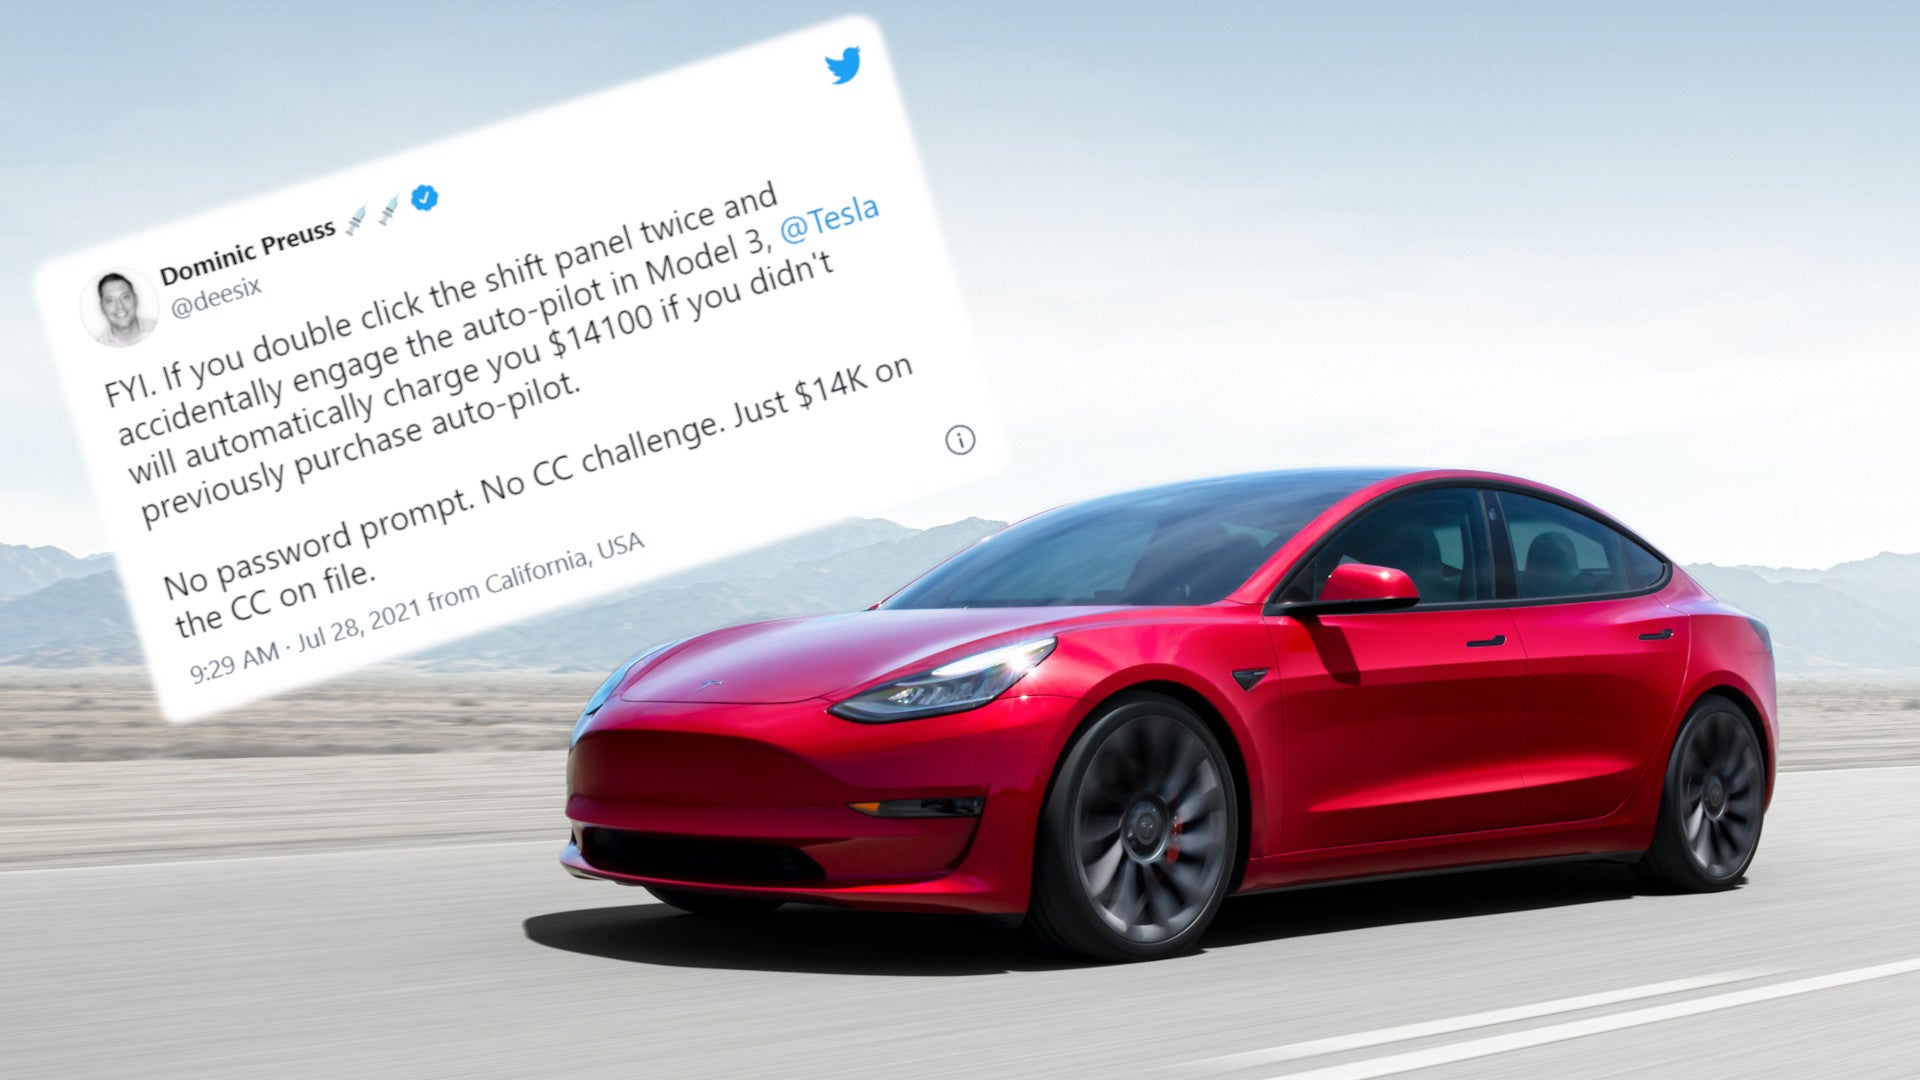 Dominic Preuss
@deesix
FYI. If you double click the shift panel twice and
accidentally engage the auto-pilot in Model 3, @Tesla
will automatically charge you $14100 if you didn't
previously purchase auto-pilot.
No password prompt. No CC challenge. Just $14K on
the CC on file.
9:29 AM · Jul 28, 2021 from California, USA